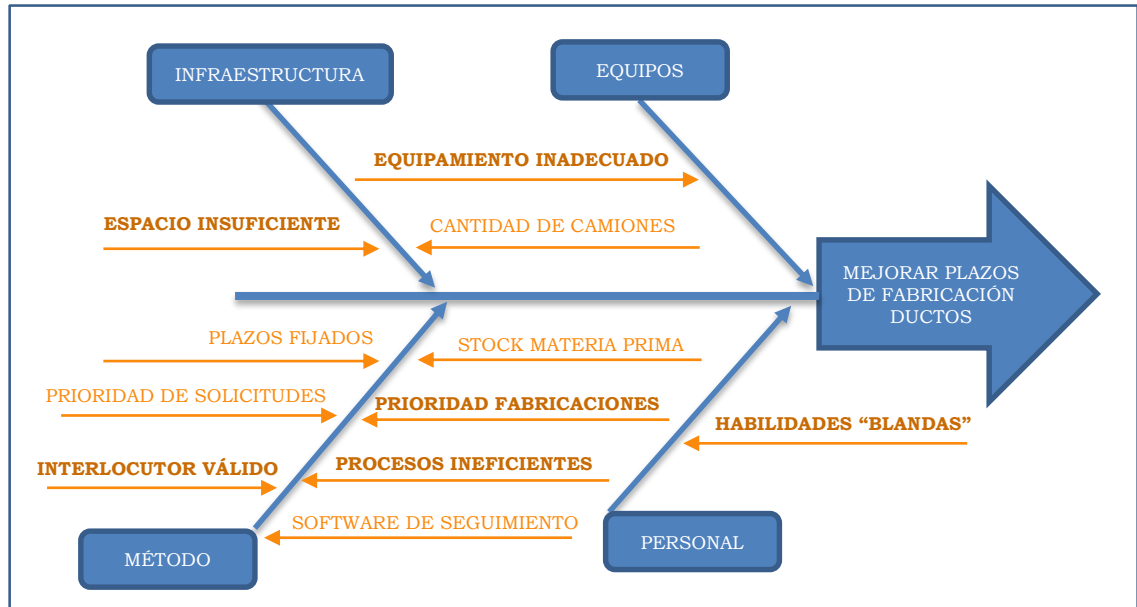 INFRAESTRUCTURA
EQUIPOS
EQUIPAMIENTO INADECUADO
ESPACIO INSUFICIENTE
CANTIDAD DE CAMIONES
MEJORAR PLAZOS
DE FABRICACIÓN
DUCTOS
PLAZOS FIJADOS
STOCK MATERIA PRIMA
PRIORIDAD DE SOLICITUDES
PRIORIDAD FABRICACIONES
HABILIDADES “BLANDAS”
INTERLOCUTOR VÁLIDO
PROCESOS INEFICIENTES
SOFTWARE DE SEGUIMIENTO
MÉTODO
PERSONAL